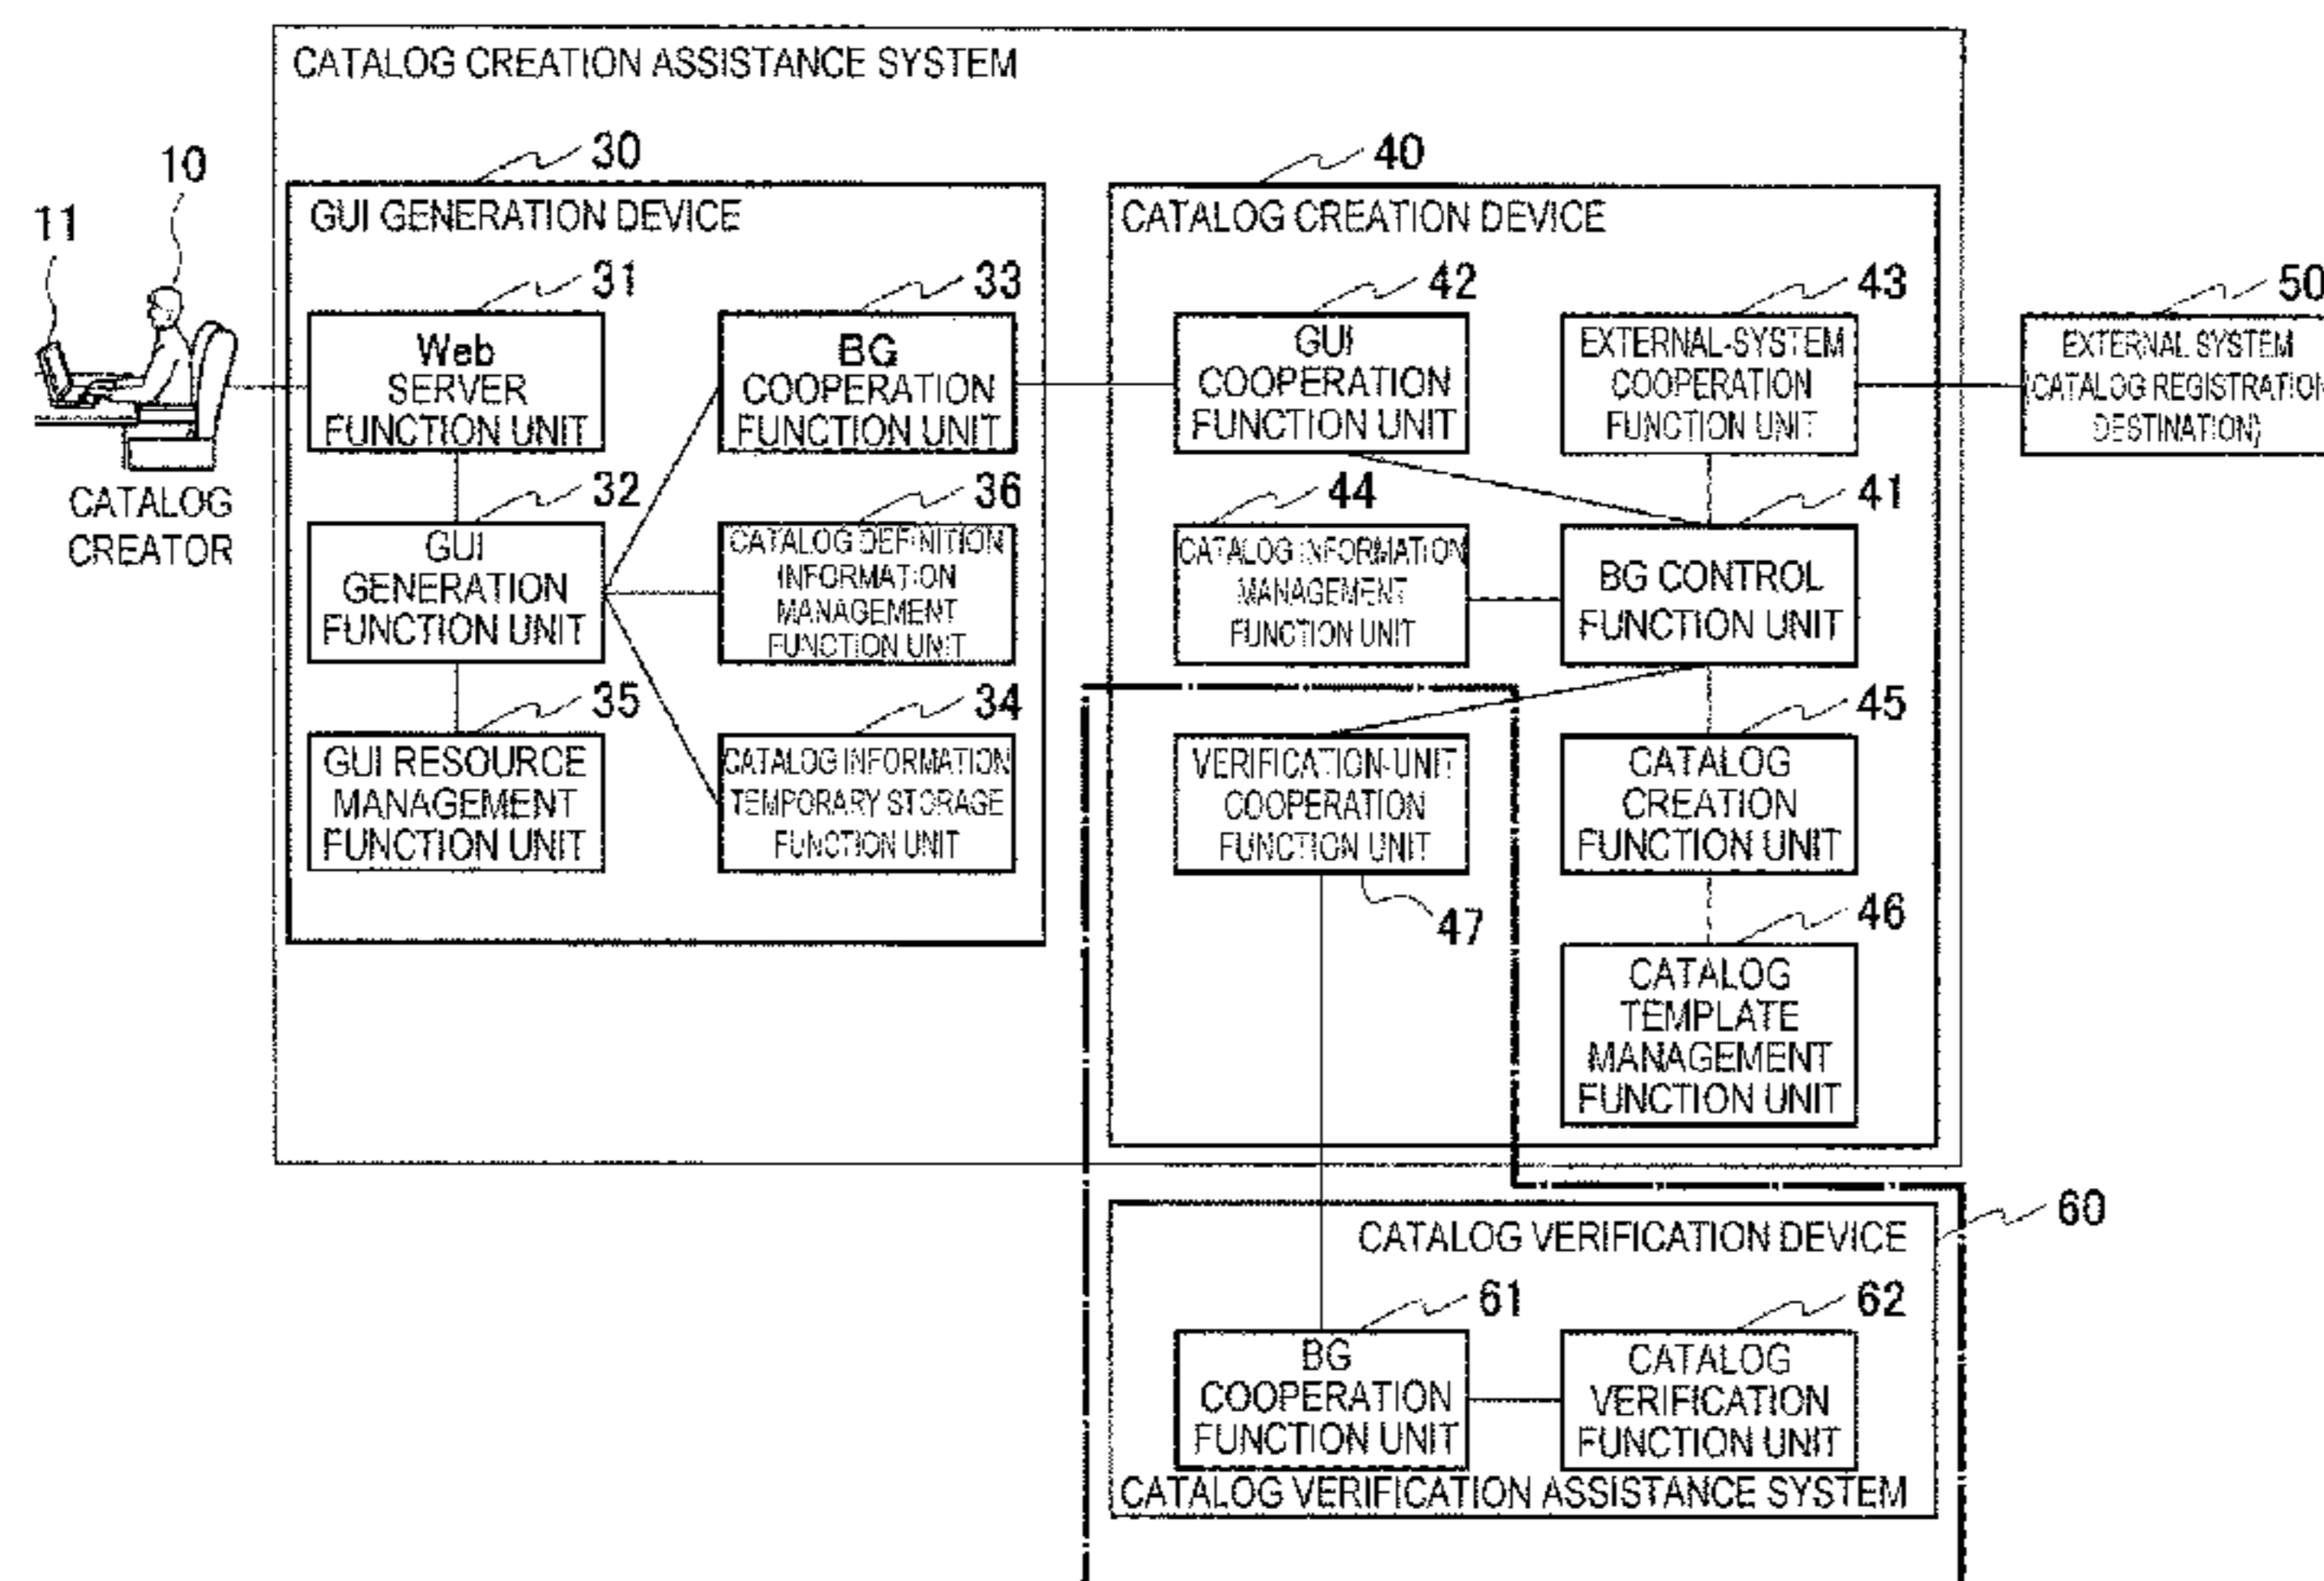 CATALOG CREATION ASSISTANCE SYSTEM
10
11
CATALOG
CREATOR
30
GUI GENERATION DEVICE
31
Web
SERVER
FUNCTION UNIT
33
BG
COOPERATION
FUNCTION UNIT
32
GUI
GENERATION
FUNCTION UNIT
36
CATALOG DEFINITION
INFORMATION
MANAGEMENT
FUNCTION UNIT
35
GUI RESOURCE
MANAGEMENT
FUNCTION UNIT
34
CATALOG INFORMATION
TEMPORARY STORAGE
FUNCTION UNIT
40
CATALOG CREATION DEVICE
42
GUI
COOPERATION
FUNCTION UNIT
43
EXTERNAL-SYSTEM
COOPERATION
FUNCTION UNIT
44
CATALOG INFORMATION
MANAGEMENT
FUNCTION UNIT
41
BG CONTROL
FUNCTION UNIT
VERIFICATION-UNIT
COOPERATION
FUNCTION UNIT
47
45
CATALOG
CREATION
FUNCTION UNIT
46
CATALOG
TEMPLATE
MANAGEMENT
FUNCTION UNIT
50
EXTERNAL SYSTEM
(CATALOG REGISTRATION
DESTINATION)
60
CATALOG VERIFICATION DEVICE
61
BG
COOPERATION
FUNCTION UNIT
62
CATALOG
VERIFICATION
FUNCTION UNIT
CATALOG VERIFICATION ASSISTANCE SYSTEM